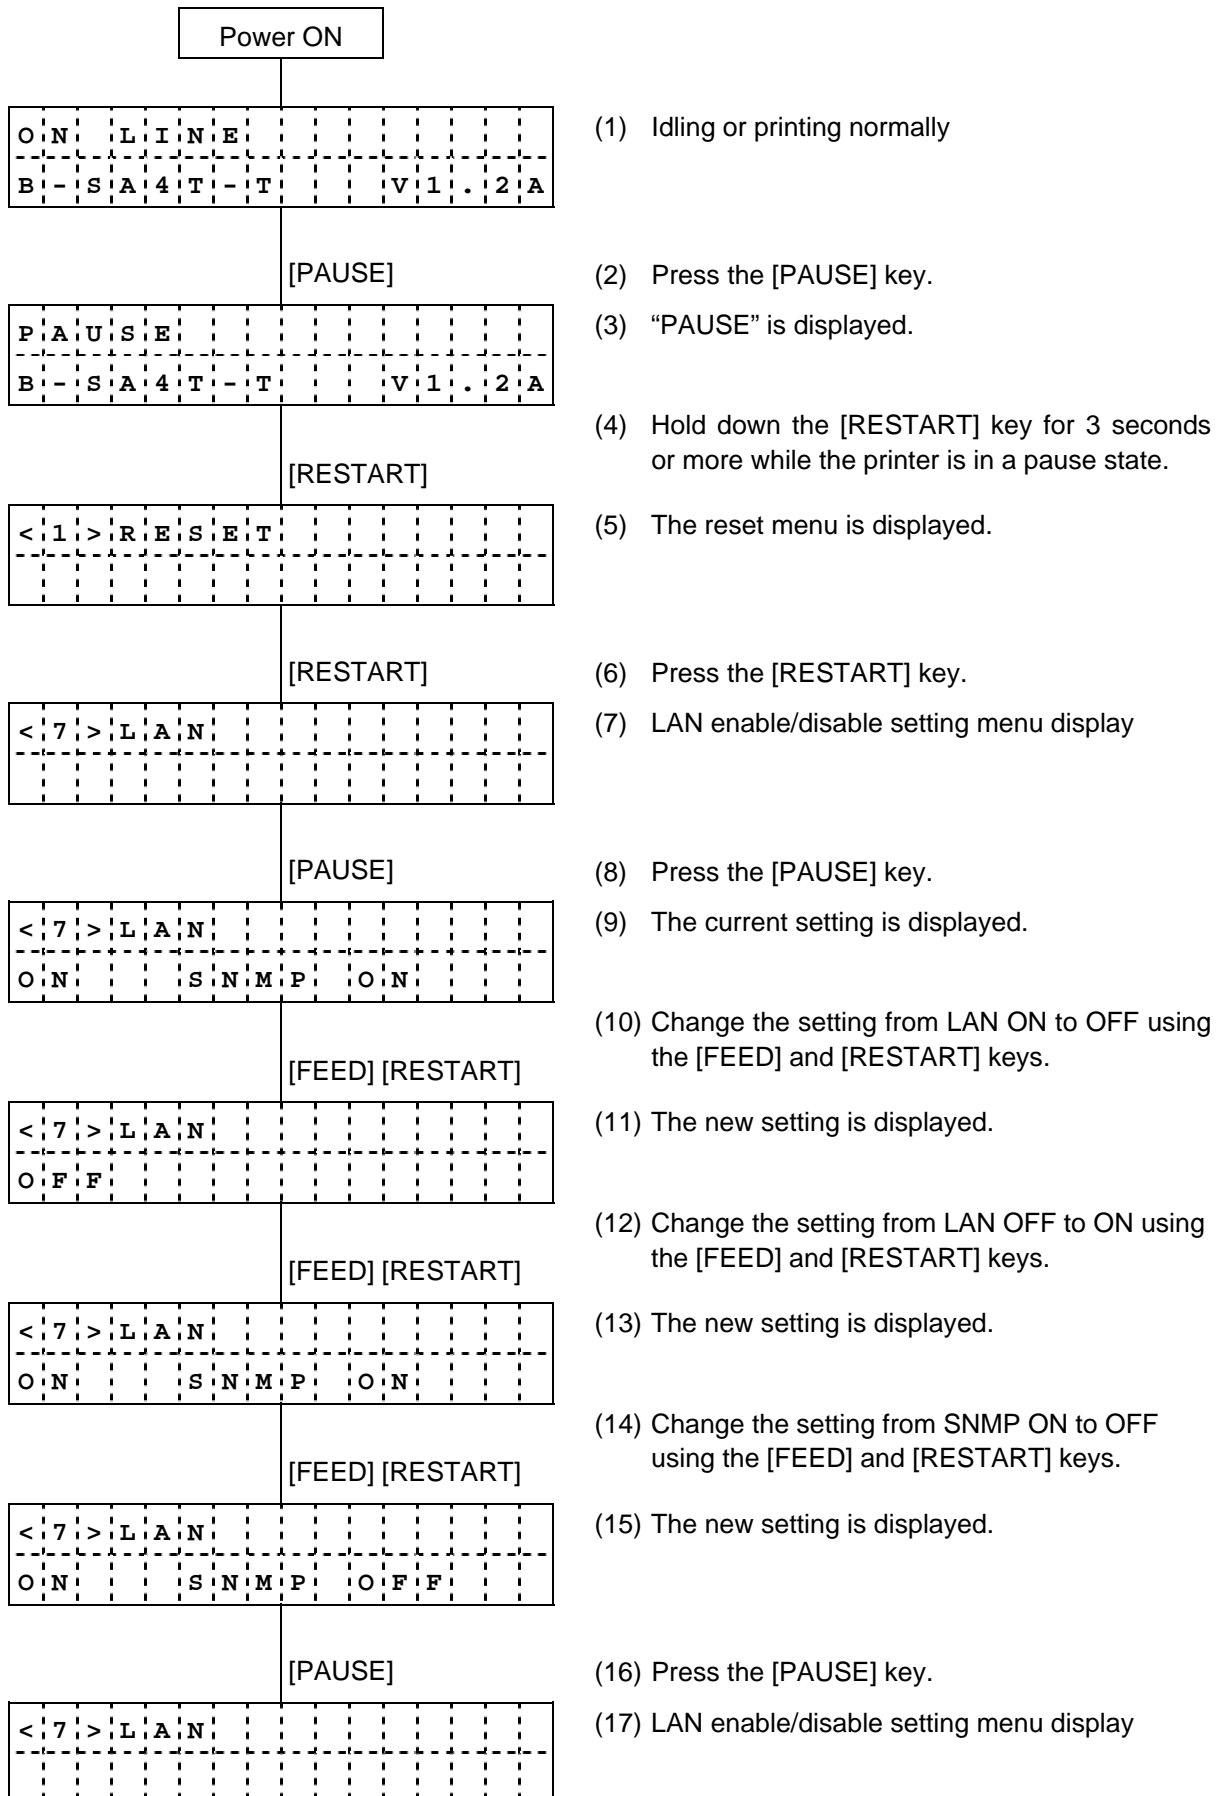 Power ON
ON LINE
B-SA4T-T   V1.2A
(1) Idling or printing normally
[PAUSE]
(2) Press the [PAUSE] key.
PAUSE
B-SA4T-T   V1.2A
(3) “PAUSE” is displayed.
[RESTART]
(4) Hold down the [RESTART] key for 3 seconds
or more while the printer is in a pause state.
<1>RESET
(5) The reset menu is displayed.
[RESTART]
(6) Press the [RESTART] key.
<7>LAN
(7) LAN enable/disable setting menu display
[PAUSE]
(8) Press the [PAUSE] key.
<7>LAN
ON   SNMP ON
(9) The current setting is displayed.
[FEED] [RESTART]
(10) Change the setting from LAN ON to OFF using
the [FEED] and [RESTART] keys.
<7>LAN
OFF
(11) The new setting is displayed.
[FEED] [RESTART]
(12) Change the setting from LAN OFF to ON using
the [FEED] and [RESTART] keys.
<7>LAN
ON   SNMP ON
(13) The new setting is displayed.
[FEED] [RESTART]
(14) Change the setting from SNMP ON to OFF
using the [FEED] and [RESTART] keys.
<7>LAN
ON   SNMP OFF
(15) The new setting is displayed.
[PAUSE]
(16) Press the [PAUSE] key.
<7>LAN
(17) LAN enable/disable setting menu display